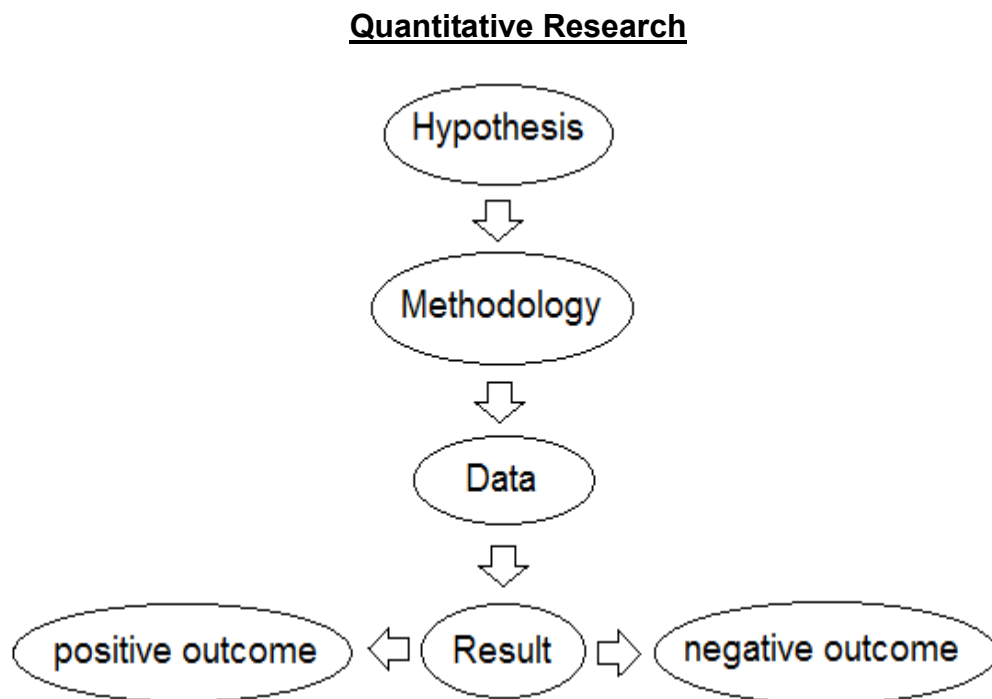 Quantitative Research
Hypothesis
Methodology
Data
positive outcome
Result
negative outcome